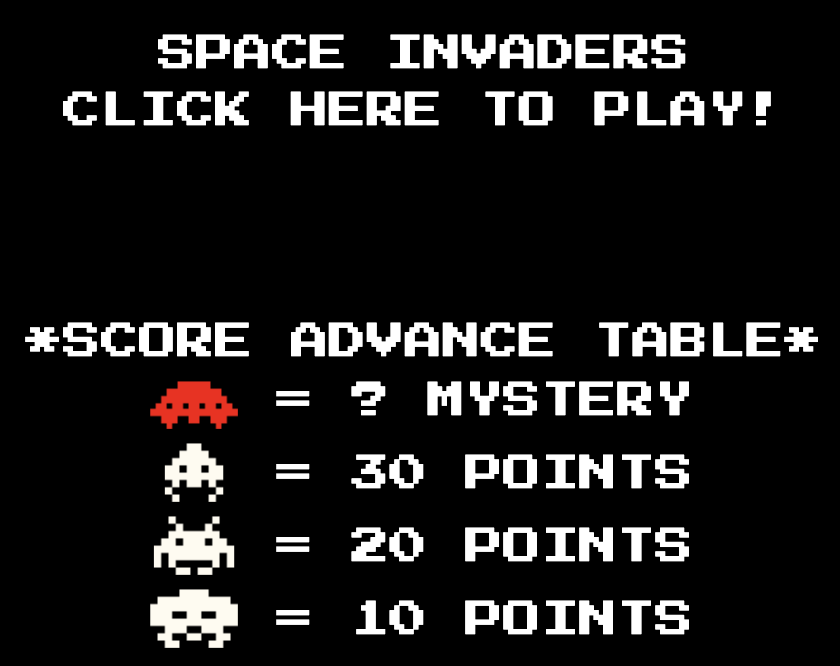 SPACE INVADERS
CLICK HERE TO PLAY!
*SCORE ADVANCE TABLE*
= ? MYSTERY
= 30 POINTS
= 20 POINTS
= 10 POINTS